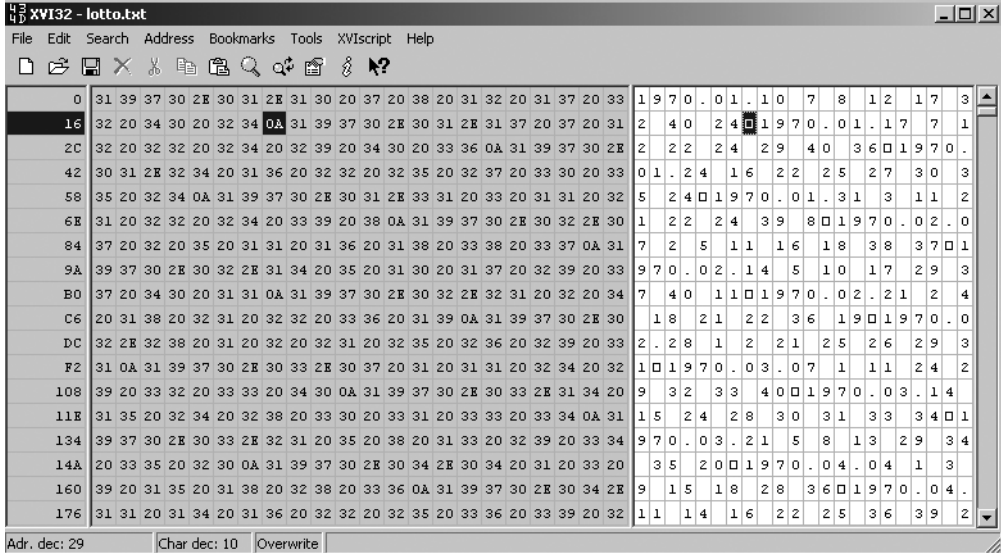 XVI32 - lotto.txt
File Edit Search Address Bookmarks Tools XVIscript Help
0 31 39 37 30 2E 30 31 2E 31 30 20 37 20 38 20 31 32 20 31 37 20 33 1970.01.10 7 8 12 17 3
16 32 20 34 30 20 32 34 0A 31 39 37 30 2E 30 31 2E 31 37 20 37 20 31 2 40 24□1970.01.17 7 1
2C 32 20 32 32 20 32 34 20 32 39 20 34 30 20 33 36 0A 31 39 37 30 2E 2 22 24 29 40 36□1970.
42 30 31 2E 32 34 20 31 36 20 32 32 20 32 35 20 32 37 20 33 30 20 33 01.24 16 22 25 27 30 3
58 35 20 32 34 0A 31 39 37 30 2E 30 31 2E 33 31 20 33 20 31 31 20 32 5 24□1970.01.31 3 11 2
6E 31 20 32 32 20 32 34 20 33 39 20 38 0A 31 39 37 30 2E 30 32 2E 30 1 22 24 39 8□1970.02.0
84 37 20 32 20 35 20 31 31 20 31 36 20 31 38 20 33 38 20 33 37 0A 31 7 2 5 11 16 18 38 37□1
9A 39 37 30 2E 30 32 2E 31 34 20 35 20 31 30 20 31 37 20 32 39 20 33 970.02.14 5 10 17 29 3
B0 37 20 34 30 20 31 31 0A 31 39 37 30 2E 30 32 2E 32 31 20 32 20 34 7 40 11□1970.02.21 2 4
C6 20 31 38 20 32 31 20 32 32 20 33 36 20 31 39 0A 31 39 37 30 2E 30 18 21 22 36 19□1970.0
DC 32 2E 32 38 20 31 20 32 20 32 31 20 32 35 20 32 36 20 32 39 20 33 2.28 1 2 21 25 26 29 3
F2 31 0A 31 39 37 30 2E 30 33 2E 30 37 20 31 20 31 31 20 32 34 20 32 1□1970.03.07 1 11 24 2
108 39 20 33 32 20 33 33 20 34 30 0A 31 39 37 30 2E 30 33 2E 31 34 20 9 32 33 40□1970.03.14
11E 31 35 20 32 34 20 32 38 20 33 30 20 33 31 20 33 33 20 33 34 0A 31 15 24 28 30 31 33 34□1
134 39 37 30 2E 30 33 2E 32 31 20 35 20 38 20 31 33 20 32 39 20 33 34 970.03.21 5 8 13 29 34
14A 20 33 35 20 32 30 0A 31 39 37 30 2E 30 34 2E 30 34 20 31 20 33 20 35 20□1970.04.04 1 3
160 39 20 31 35 20 31 38 20 32 38 20 33 36 0A 31 39 37 30 2E 30 34 2E 9 15 18 28 36□1970.04.
176 31 31 20 31 34 20 31 36 20 32 32 20 32 35 20 33 36 20 33 39 20 32 11 14 16 22 25 36 39 2
Adr. dec: 29 Char dec: 10 Overwrite